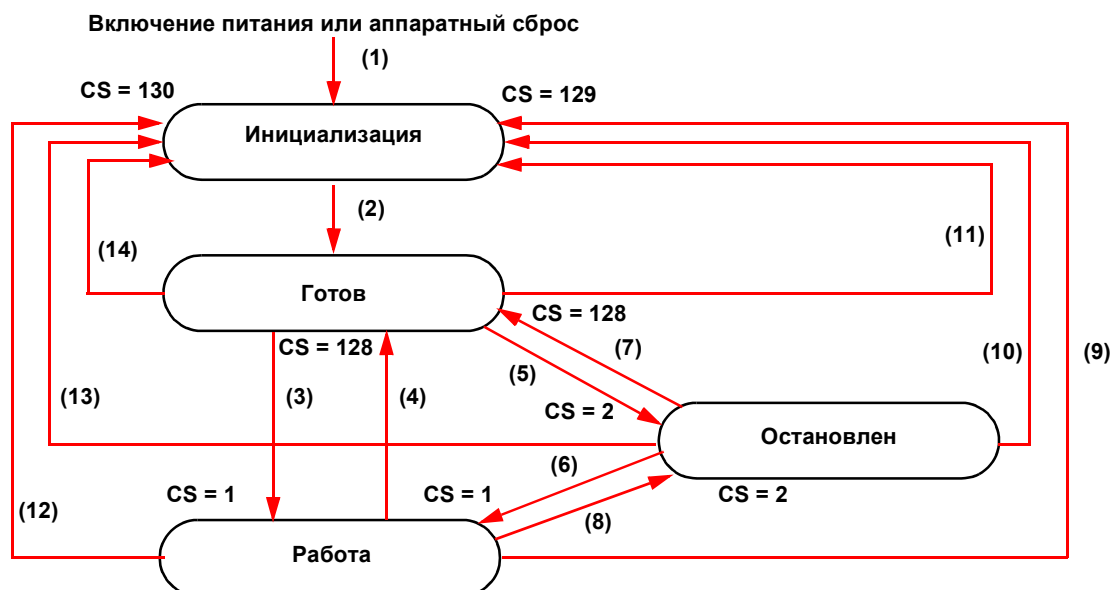 Включение питания или аппаратный сброс
(1)
CS = 130
CS = 129
Инициализация
(2)
(14)
(11)
Готов
CS = 128
CS = 128
(7)
(10)
(9)
(5)
(13)
(3)
(4)
CS = 2
Остановлен
(6)
CS = 1
CS = 1
CS = 2
(12)
(8)
Работа